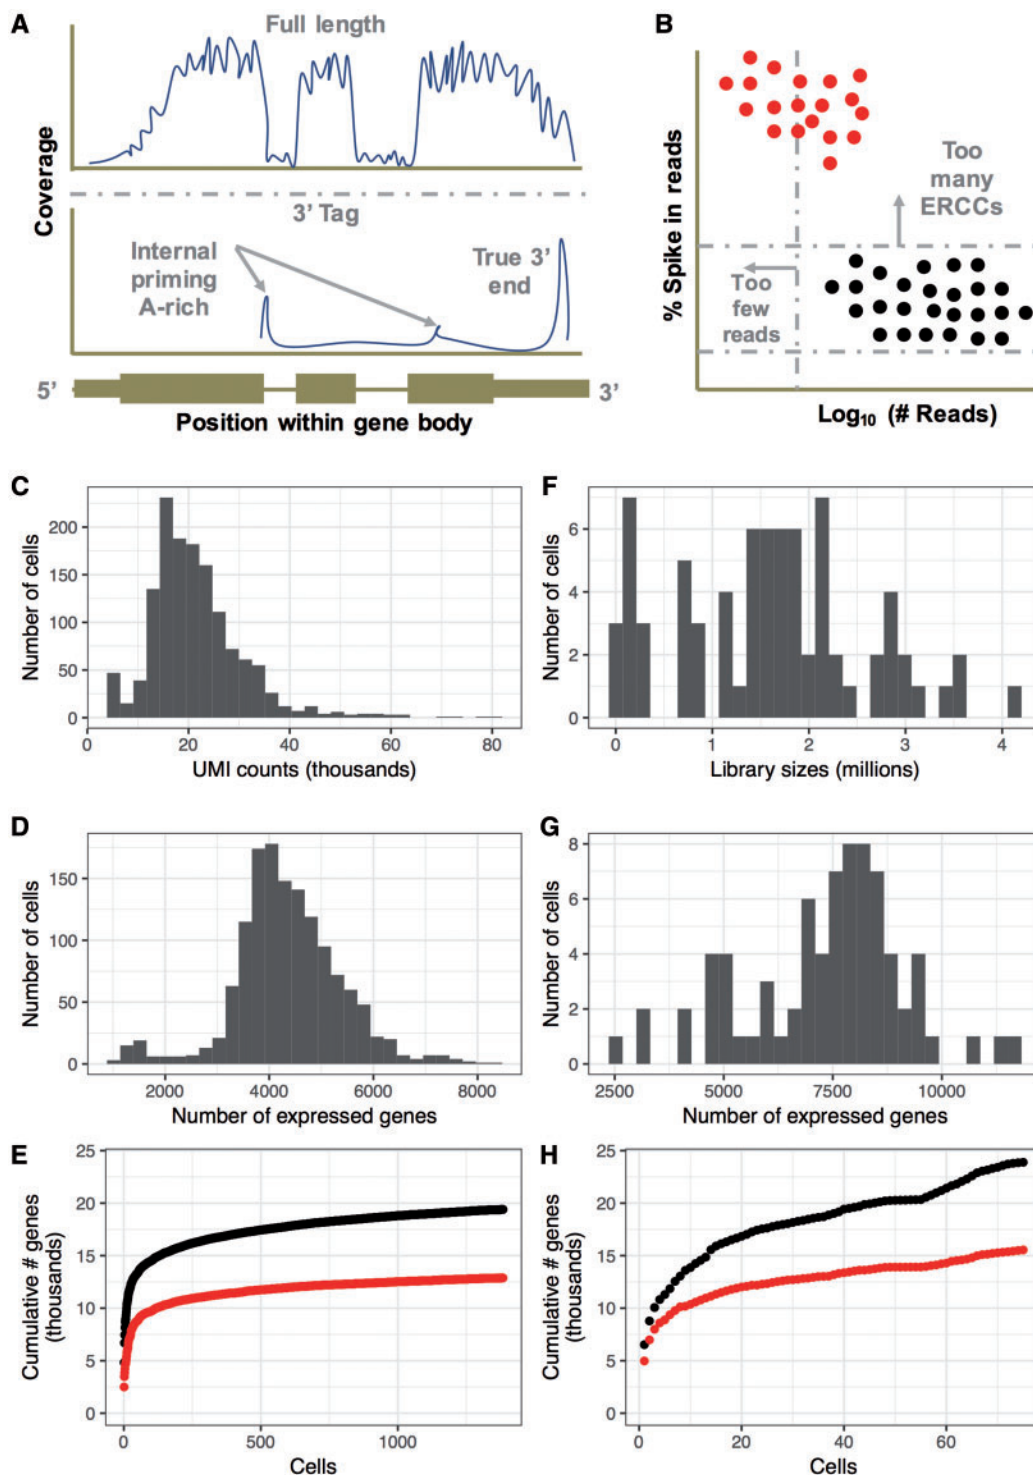 A
Full length
Coverage
3' Tag
Internal
priming
A-rich
True 3'
end
5'
3'
Position within gene body
B
% Spike in reads
Too
many
ERCCs
Too
few
reads
Log10 (# Reads)
C
Number of cells
200
150
100
50
0
0 20 40 60 80
UMI counts (thousands)
F
Number of cells
6
4
2
0
0 1 2 3 4
Library sizes (millions)
D
Number of cells
150
100
50
0
2000 4000 6000 8000
Number of expressed genes
G
Number of cells
8
6
4
2
0
2500 5000 7500 10000
Number of expressed genes
E
Cumulative # genes
(thousands)
25
20
15
10
5
0
0 500 1000
Cells
H
Cumulative # genes
(thousands)
25
20
15
10
5
0
0 20 40 60
Cells